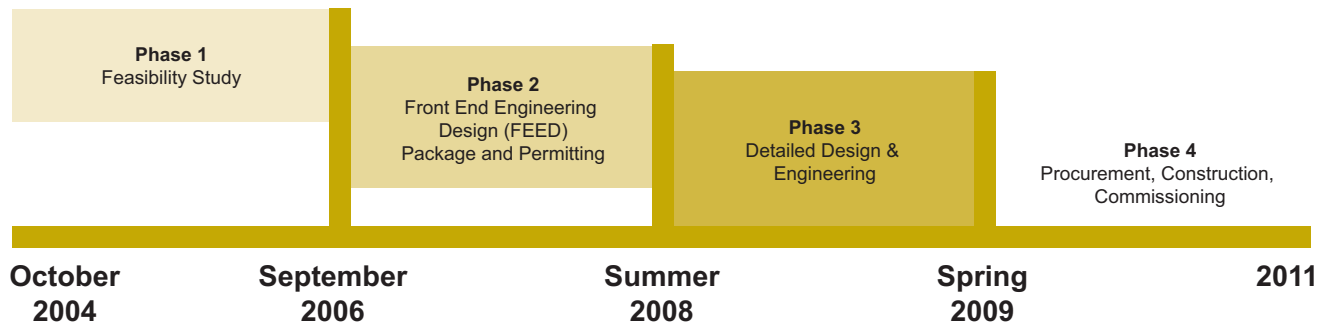 Phase 1
Feasibility Study
Phase 2
Front End Engineering
Design (FEED)
Package and Permitting
Phase 3
Detailed Design &
Engineering
Phase 4
Procurement, Construction,
Commissioning
October
2004
September
2006
Summer
2008
Spring
2009
2011